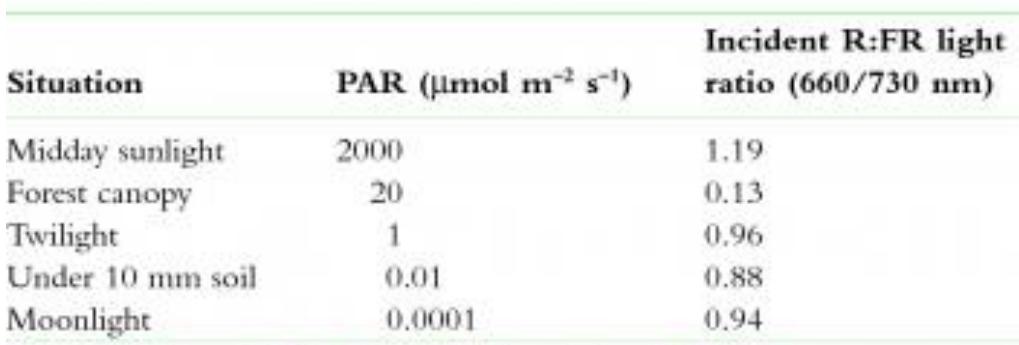 Incident R:FR light
Situation PAR (μmol m⁻² s⁻¹) ratio (660/730 nm)
Midday sunlight 2000 1.19
Forest canopy 20 0.13
Twilight 1 0.96
Under 10 mm soil 0.01 0.88
Moonlight 0.0001 0.94